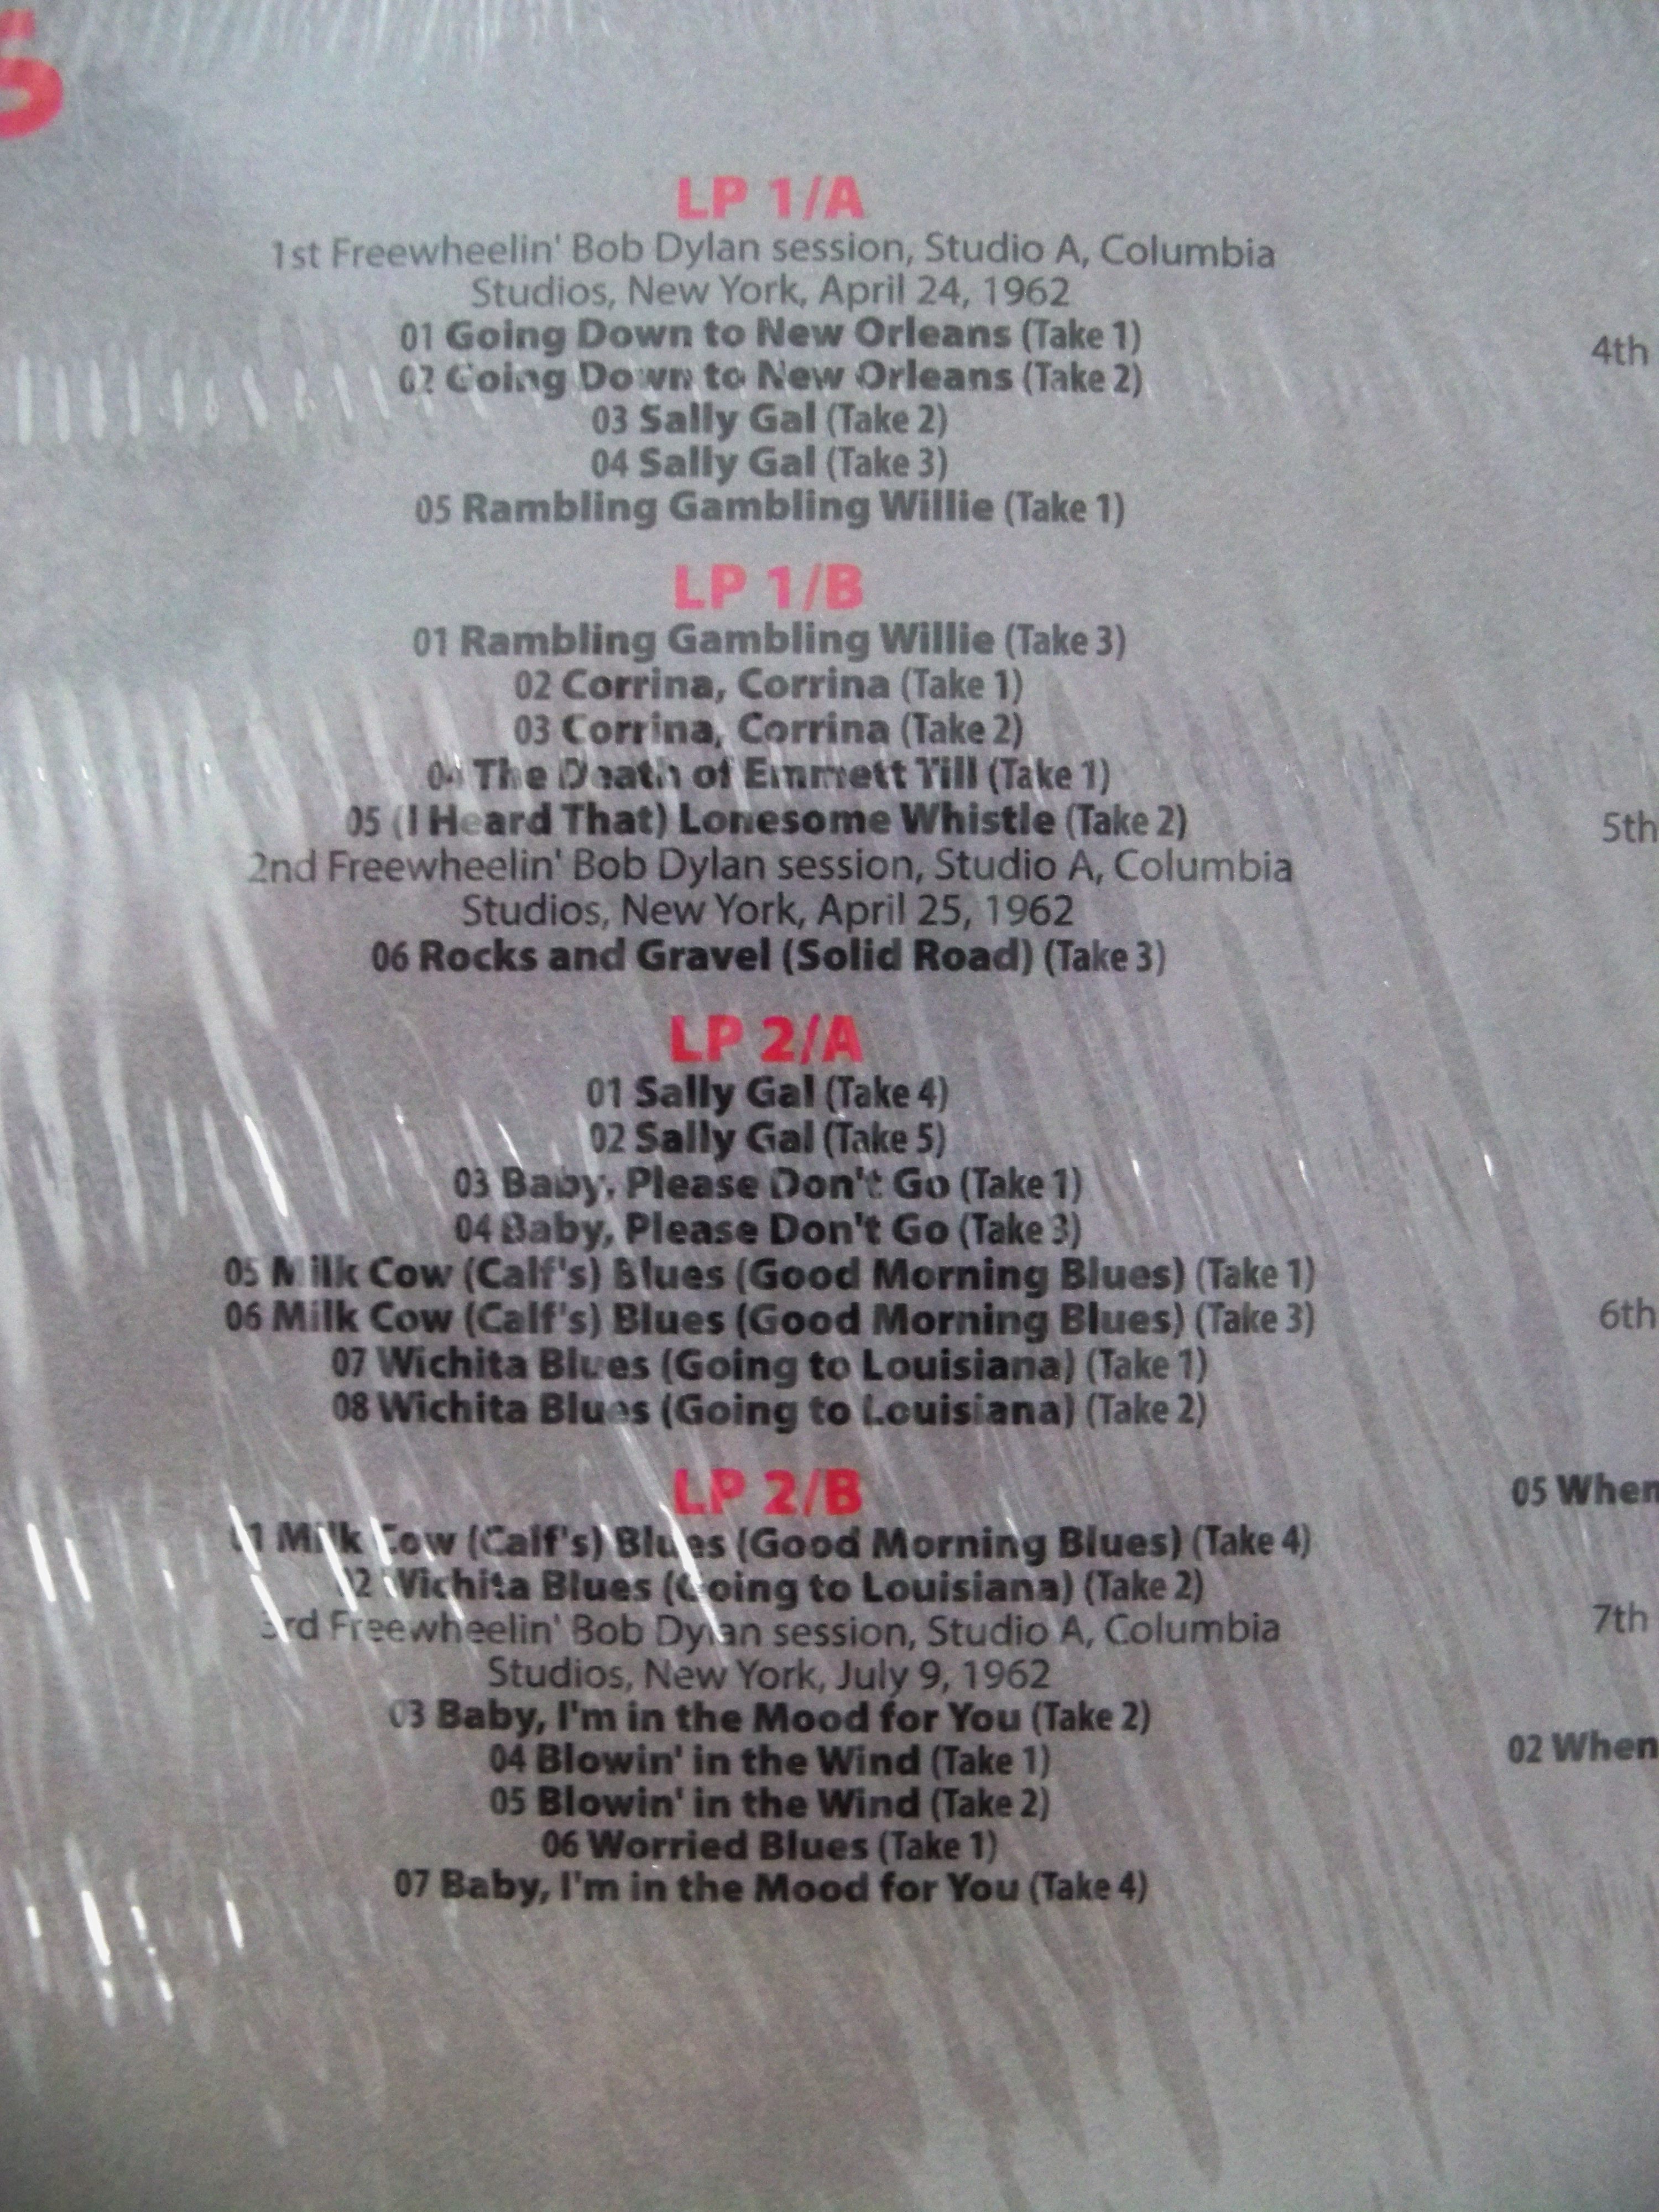 S
LP 1/A
1st Freewheelin' Bob Dylan session, Studio A, Columbia
Studios, New York, April 24, 1962
01 Going Down to New Orleans (Take 1)
02 Going Down to New Orleans (Take 2)
03 Sally Gal (Take 2)
04 Sally Gal (Take 3)
05 Rambling Gambling Willie (Take 1)
LP 1/B
01 Rambling Gambling Willie (Take 3)
02 Corrina, Corrina (Take 1)
03 Corrina, Corrina (Take 2)
04 The Death of Emmett Till (Take 1)
05 (I Heard That) Lonesome Whistle (Take 2)
2nd Freewheelin' Bob Dylan session, Studio A, Columbia
Studios, New York, April 25, 1962
06 Rocks and Gravel (Solid Road) (Take 3)
LP 2/A
01 Sally Gal (Take 4)
02 Sally Gal (Take 5)
03 Baby, Please Don't Go (Take 1)
04 Baby, Please Don't Go (Take 3)
05 Milk Cow (Calf's) Blues (Good Morning Blues) (Take 1)
06 Milk Cow (Calf's) Blues (Good Morning Blues) (Take 3)
07 Wichita Blues (Going to Louisiana) (Take 1)
08 Wichita Blues (Going to Louisiana) (Take 2)
LP 2/B
01 Milk Cow (Calf's) Blues (Good Morning Blues) (Take 4)
02 Wichita Blues (Going to Louisiana) (Take 2)
3rd Freewheelin' Bob Dylan session, Studio A, Columbia
Studios, New York, July 9, 1962
03 Baby, I'm in the Mood for You (Take 2)
04 Blowin' in the Wind (Take 1)
05 Blowin' in the Wind (Take 2)
06 Worried Blues (Take 1)
07 Baby, I'm in the Mood for You (Take 4)
4th
5th
6th
05 When
7th
02 When